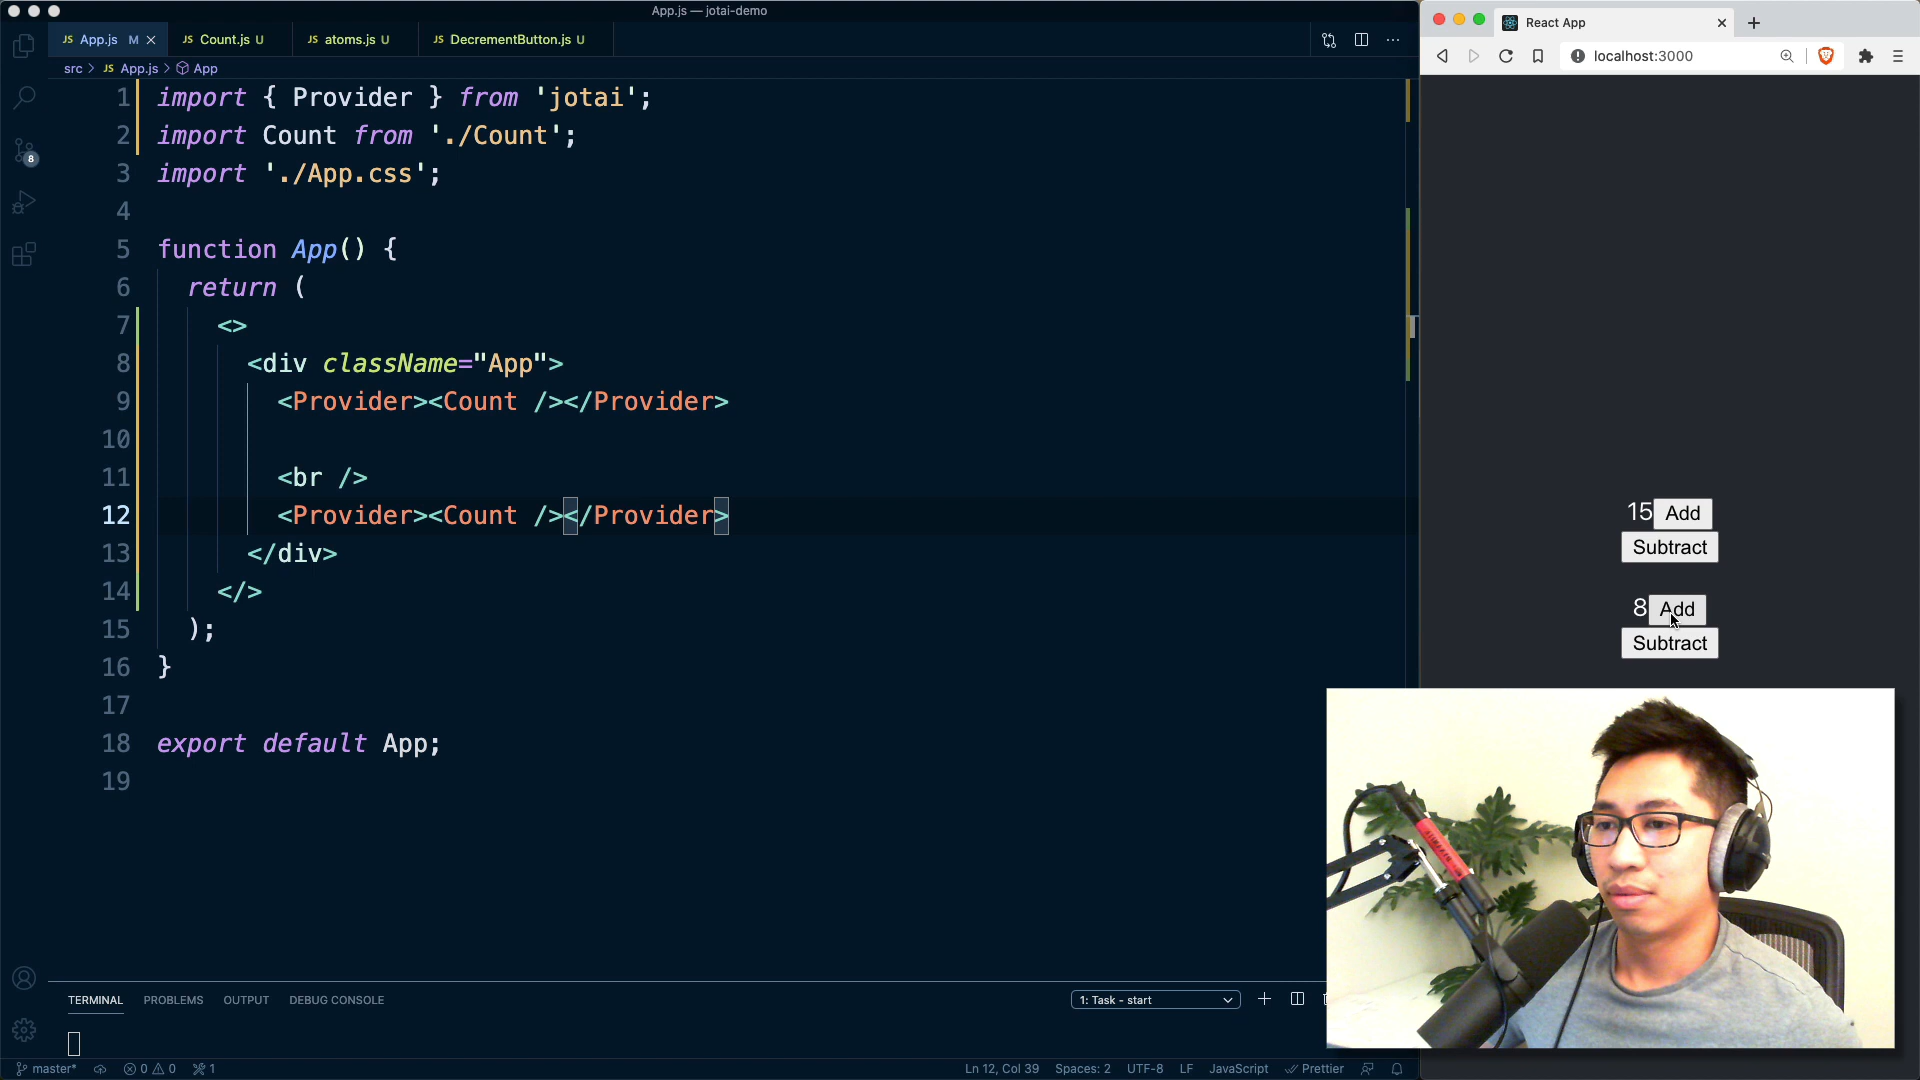 App.js — jotai-demo
JS App.js M
JS Count.js U
JS atoms.js U
JS DecrementButton.js U
src > JS App.js > App
1 import { Provider } from 'jotai';
2 import Count from './Count';
3 import './App.css';
4
5 function App() {
6 return (
7 <>
8 <div className="App">
9 <Provider><Count /></Provider>
10
11 <br />
12 <Provider><Count /></Provider>
13 </div>
14 </>
15 );
16 }
17
18 export default App;
19
8
TERMINAL PROBLEMS OUTPUT DEBUG CONSOLE
1: Task - start
master* 0 0 1
Ln 12, Col 39 Spaces: 2 UTF-8 LF JavaScript Prettier
React App
localhost:3000
15 Add
Subtract
8 Add
Subtract